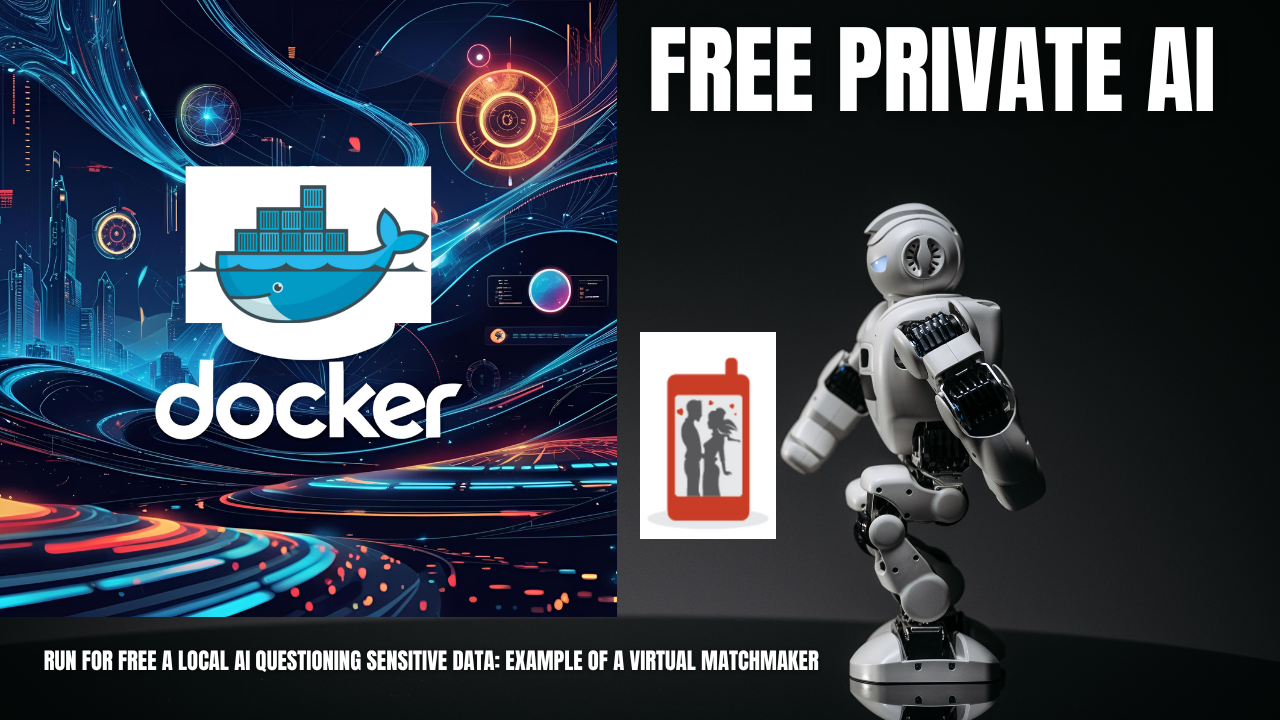 FREE PRIVATE AI
docker
RUN FOR FREE A LOCAL AI QUESTIONING SENSITIVE DATA: EXAMPLE OF A VIRTUAL MATCHMAKER